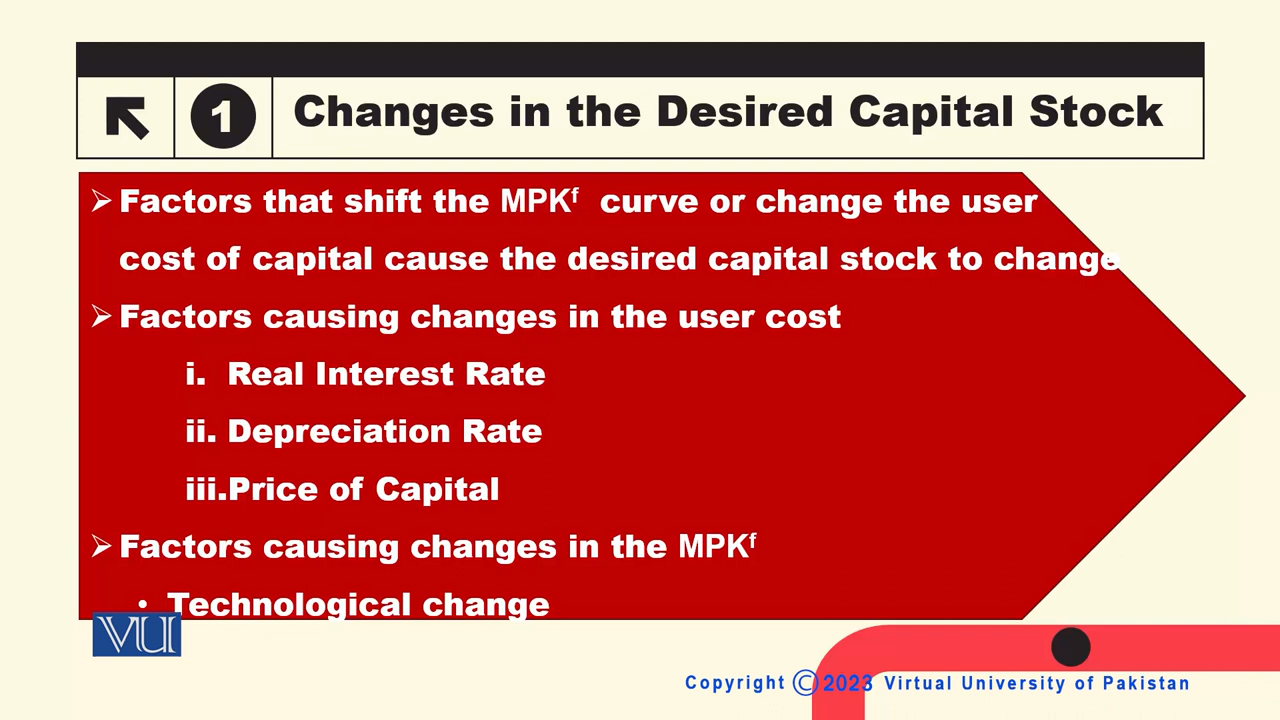 1 Changes in the Desired Capital Stock
➢ Factors that shift the MPKᶠ curve or change the user
cost of capital cause the desired capital stock to change
➢ Factors causing changes in the user cost
i. Real Interest Rate
ii. Depreciation Rate
iii.Price of Capital
➢ Factors causing changes in the MPKᶠ
• Technological change
VU
Copyright © 2023 Virtual University of Pakistan